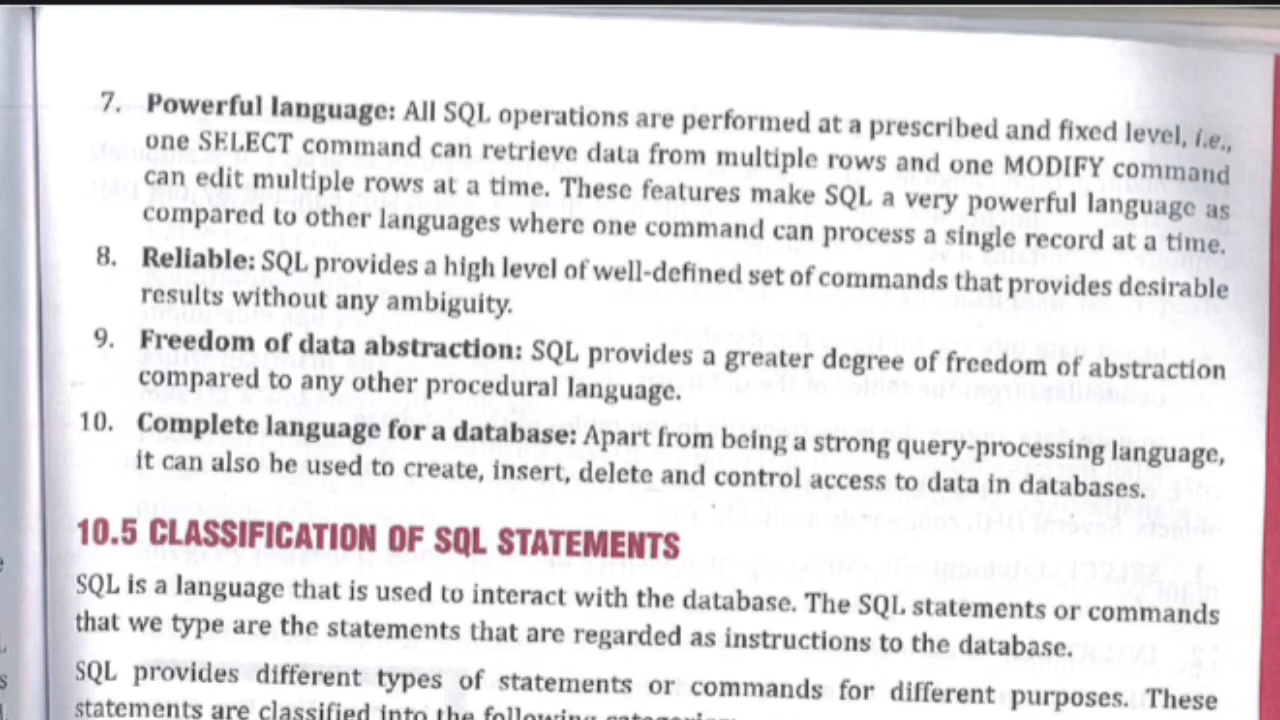 7. Powerful language: All SQL operations are performed at a prescribed and fixed level, i.e.,
one SELECT command can retrieve data from multiple rows and one MODIFY command
can edit multiple rows at a time. These features make SQL a very powerful language as
compared to other languages where one command can process a single record at a time.
8. Reliable: SQL provides a high level of well-defined set of commands that provides desirable
results without any ambiguity.
9. Freedom of data abstraction: SQL provides a greater degree of freedom of abstraction
compared to any other procedural language.
10. Complete language for a database: Apart from being a strong query-processing language,
it can also be used to create, insert, delete and control access to data in databases.
10.5 CLASSIFICATION OF SQL STATEMENTS
SQL is a language that is used to interact with the database. The SQL statements or commands
that we type are the statements that are regarded as instructions to the database.
SQL provides different types of statements or commands for different purposes. These
statements are classified into the following